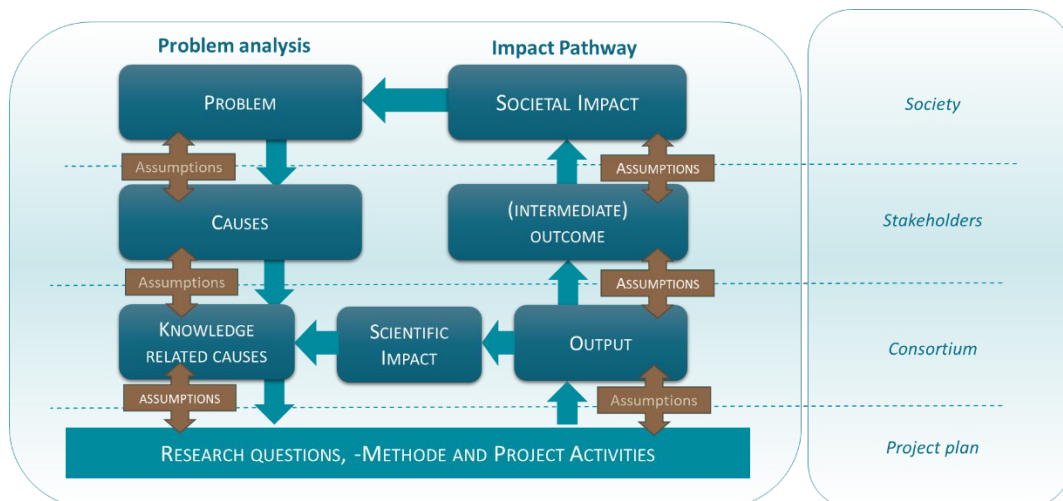 Problem analysis
Impact Pathway
PROBLEM
SOCIETAL IMPACT
Society
Assumptions
ASSUMPTIONS
CAUSES
(INTERMEDIATE)
OUTCOME
Stakeholders
Assumptions
ASSUMPTIONS
KNOWLEDGE
RELATED CAUSES
SCIENTIFIC
IMPACT
OUTPUT
Consortium
ASSUMPTIONS
Assumptions
RESEARCH QUESTIONS, -METHODE AND PROJECT ACTIVITIES
Project plan